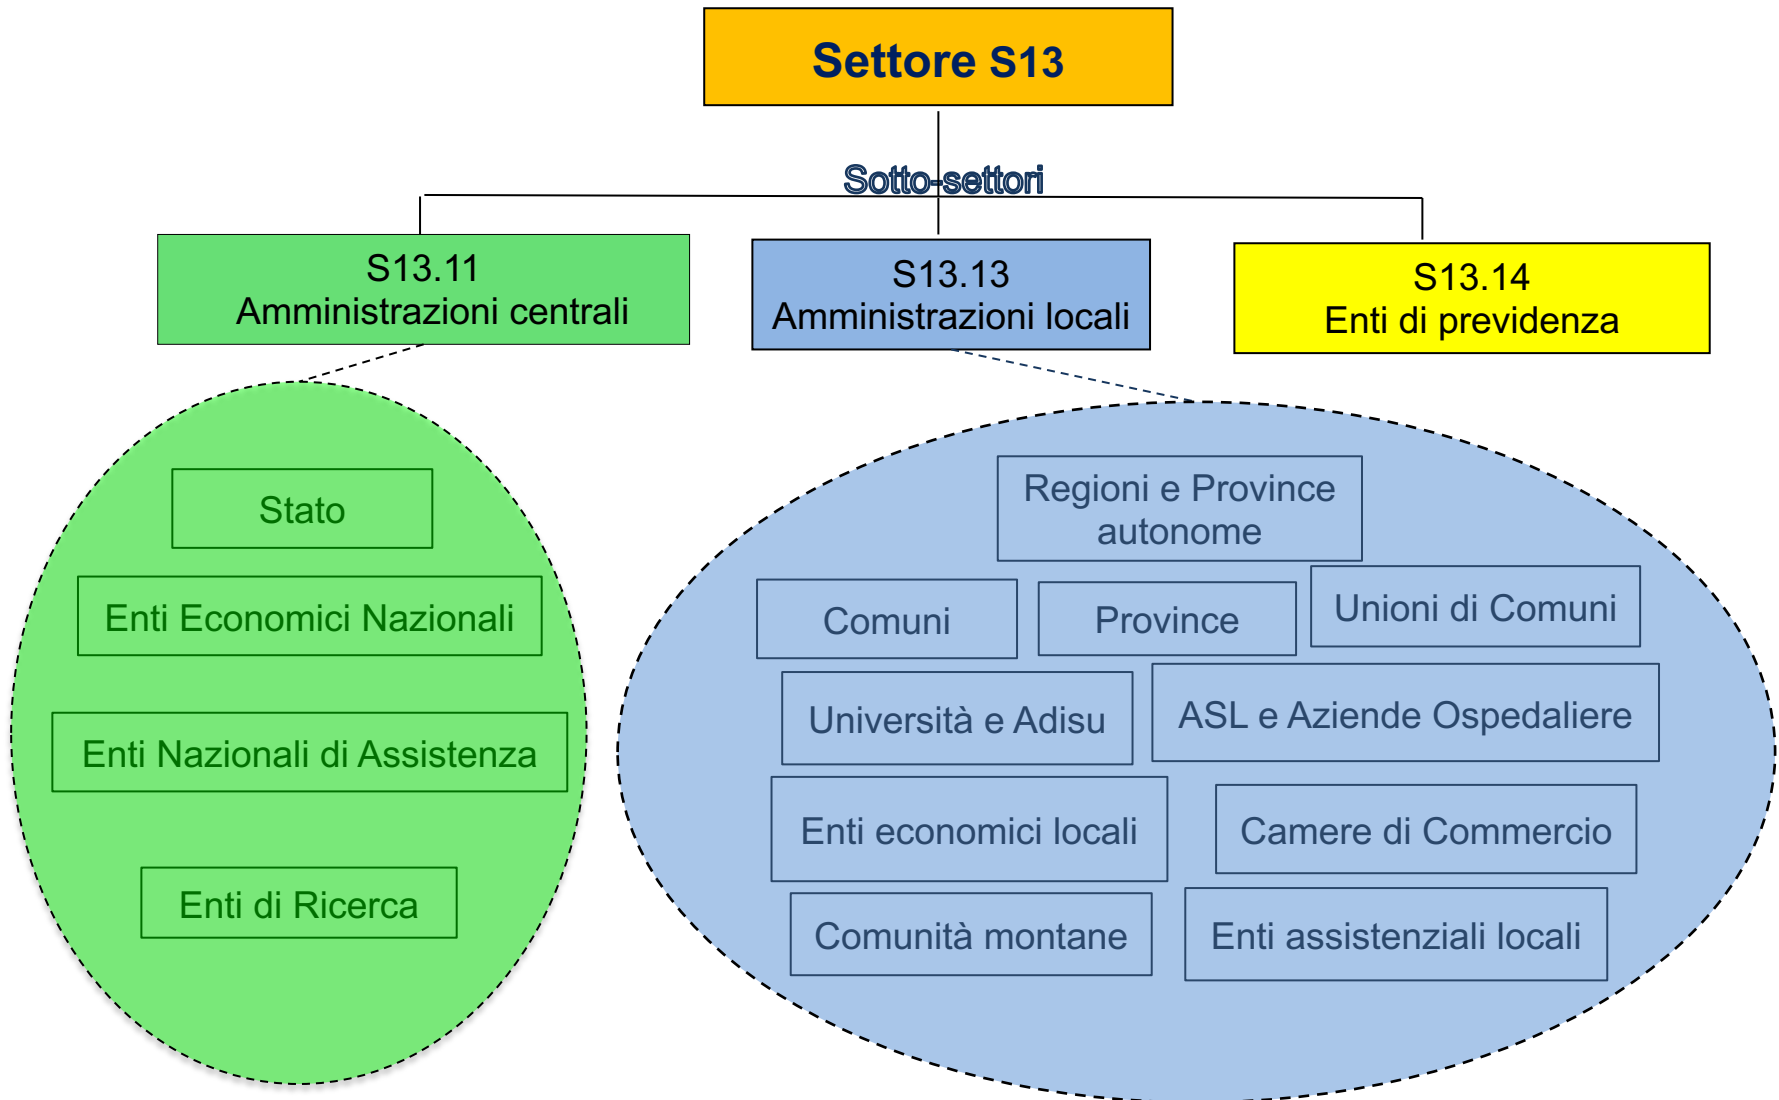 Settore S13
Sotto-settori
S13.11
Amministrazioni centrali
S13.13
Amministrazioni locali
S13.14
Enti di previdenza
Stato
Enti Economici Nazionali
Enti Nazionali di Assistenza
Enti di Ricerca
Regioni e Province
autonome
Comuni
Province
Unioni di Comuni
Università e Adisu
ASL e Aziende Ospedaliere
Enti economici locali
Camere di Commercio
Comunità montane
Enti assistenziali locali